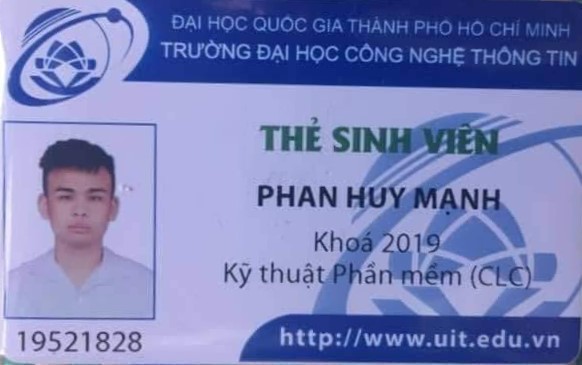 ĐẠI HỌC QUỐC GIA THÀNH PHỐ HỒ CHÍ MINH
TRƯỜNG ĐẠI HỌC CÔNG NGHỆ THÔNG TIN
THẺ SINH VIÊN
PHAN HUY MẠNH
Khoá 2019
Kỹ thuật Phần mềm (CLC)
19521828
http://www.uit.edu.vn